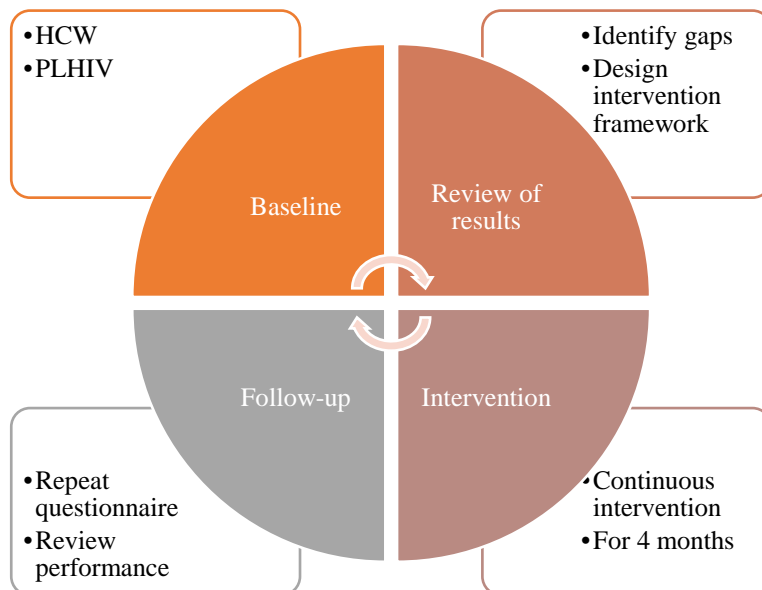 •HCW
•PLHIV
Baseline
•Identify gaps
•Design
intervention
framework
Review of
results
Follow-up
•Repeat
questionnaire
•Review
performance
Intervention
•Continuous
intervention
•For 4 months